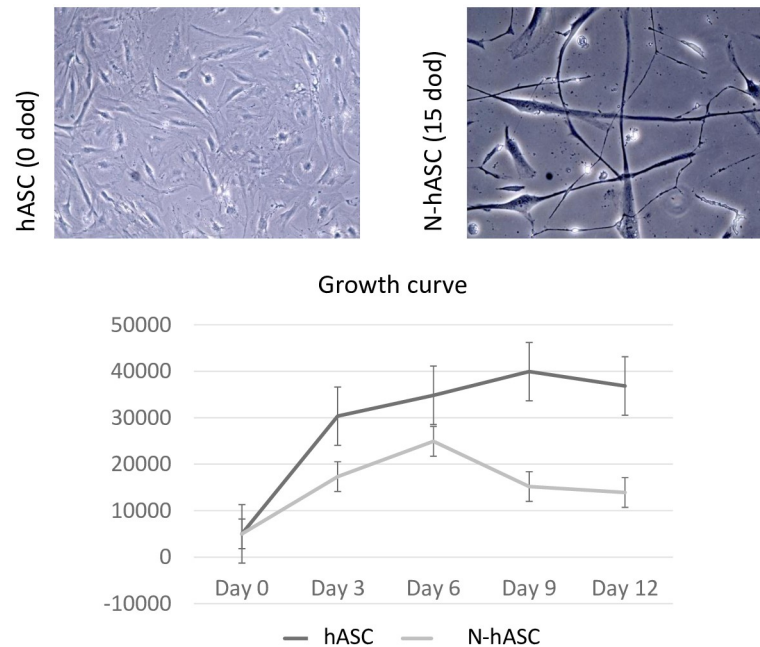 hASC (0 dod)
N-hASC (15 dod)
Growth curve
50000
40000
30000
20000
10000
0
-10000
Day 0 Day 3 Day 6 Day 9 Day 12
hASC N-hASC